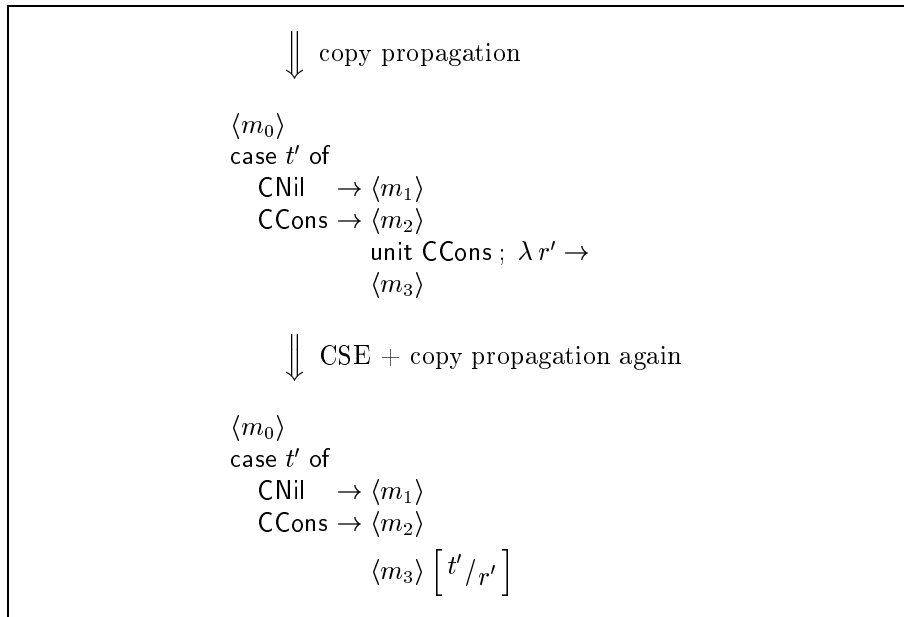 ⇓ copy propagation
⟨m₀⟩
case t′ of
CNil → ⟨m₁⟩
CCons → ⟨m₂⟩
unit CCons ; λ r′ →
⟨m₃⟩
⇓ CSE + copy propagation again
⟨m₀⟩
case t′ of
CNil → ⟨m₁⟩
CCons → ⟨m₂⟩
⟨m₃⟩ [ t′/r′ ]